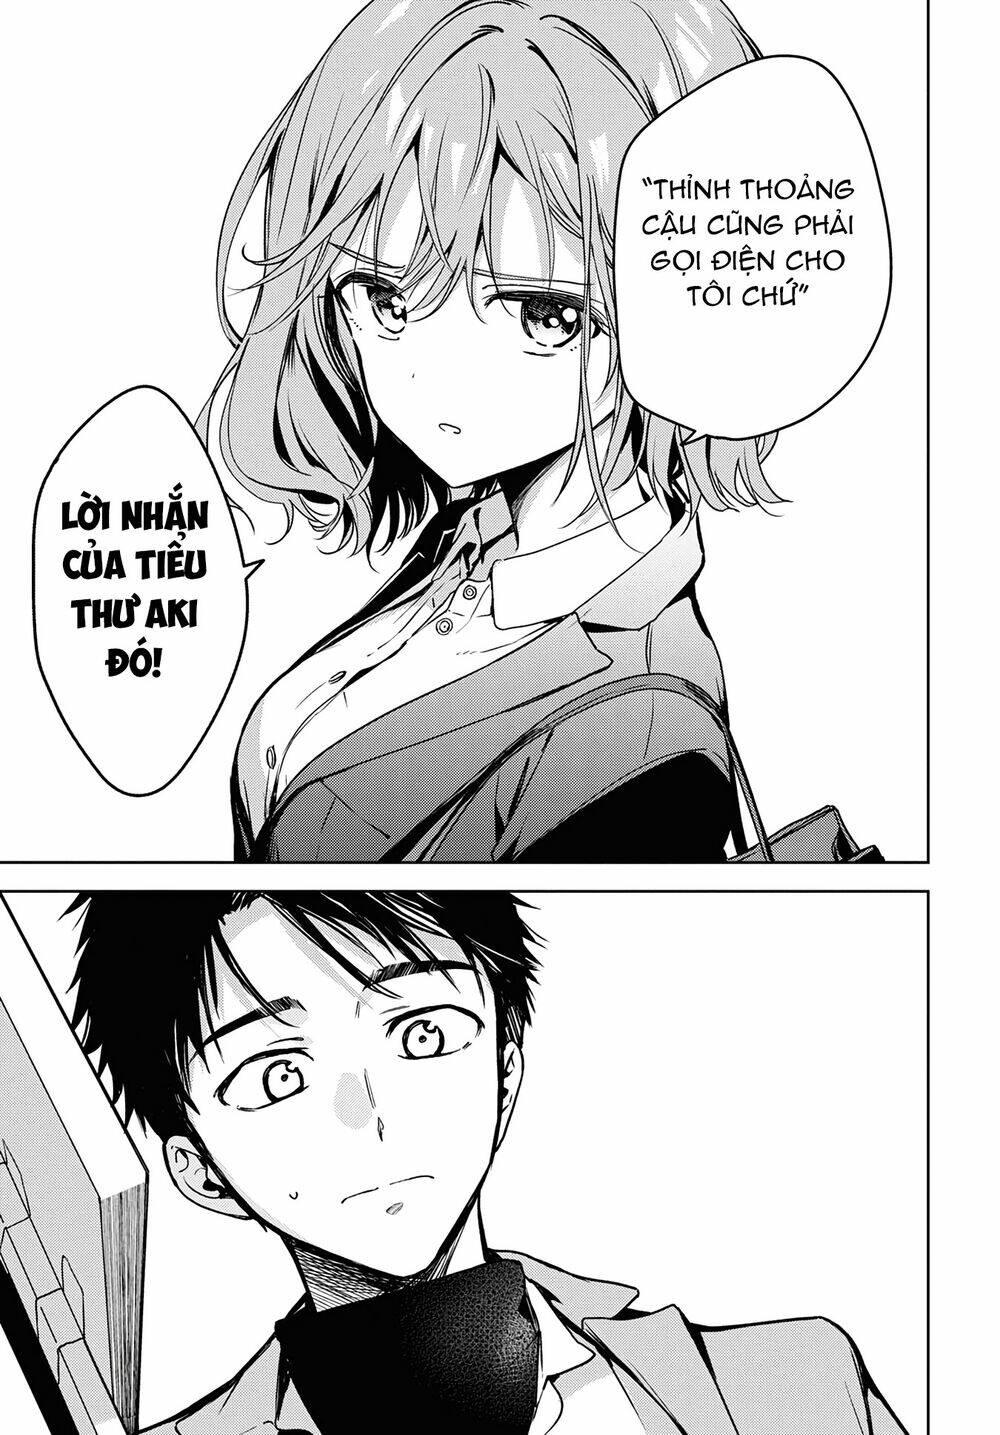 “THỈNH THOẢNG
CẬU CŨNG PHẢI
GỌI ĐIỆN CHO
TÔI CHỨ”
LỜI NHẮN
CỦA TIỂU
THƯ AKI
ĐÓ!